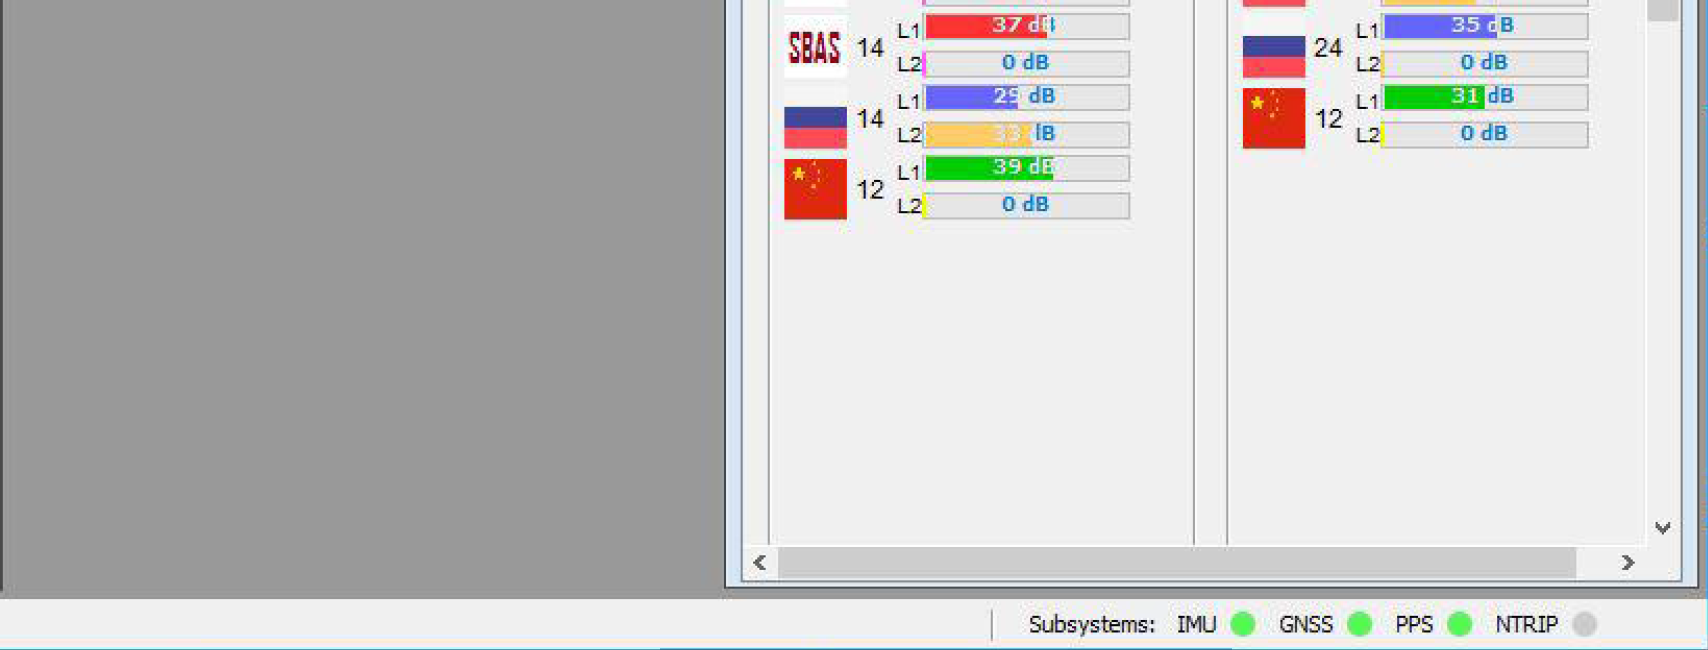 SBAS 14 L1 37 dB
L2 0 dB
14 L1 29 dB
L2 33 dB
12 L1 39 dB
L2 0 dB
24 L1 35 dB
L2 0 dB
12 L1 31 dB
L2 0 dB
Subsystems: IMU GNSS PPS NTRIP